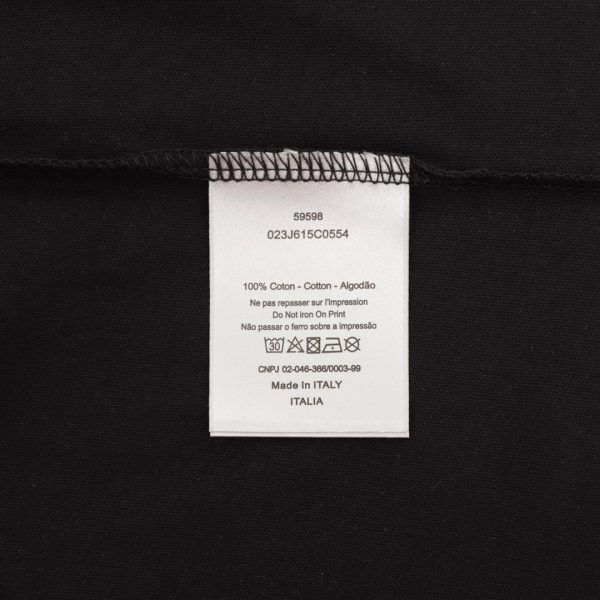 59598
023J615C0554
100% Coton - Cotton - Algodão
Ne pas repasser sur l'impression
Do Not Iron On Print
Não passar o ferro sobre a impressão
30
CNPJ 02-046-366/0003-99
Made In ITALY
ITALIA